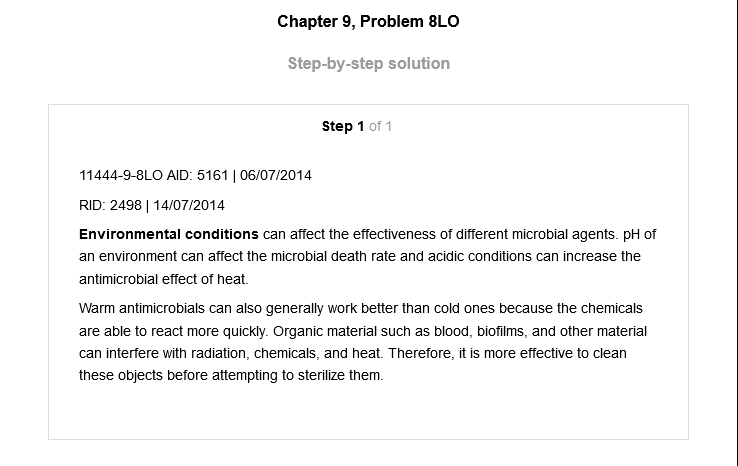 Chapter 9, Problem 8LO
Step-by-step solution
Step 1 of 1
11444-9-8LO AID: 5161 | 06/07/2014
RID: 2498 | 14/07/2014
Environmental conditions can affect the effectiveness of different microbial agents. pH of
an environment can affect the microbial death rate and acidic conditions can increase the
antimicrobial effect of heat.
Warm antimicrobials can also generally work better than cold ones because the chemicals
are able to react more quickly. Organic material such as blood, biofilms, and other material
can interfere with radiation, chemicals, and heat. Therefore, it is more effective to clean
these objects before attempting to sterilize them.